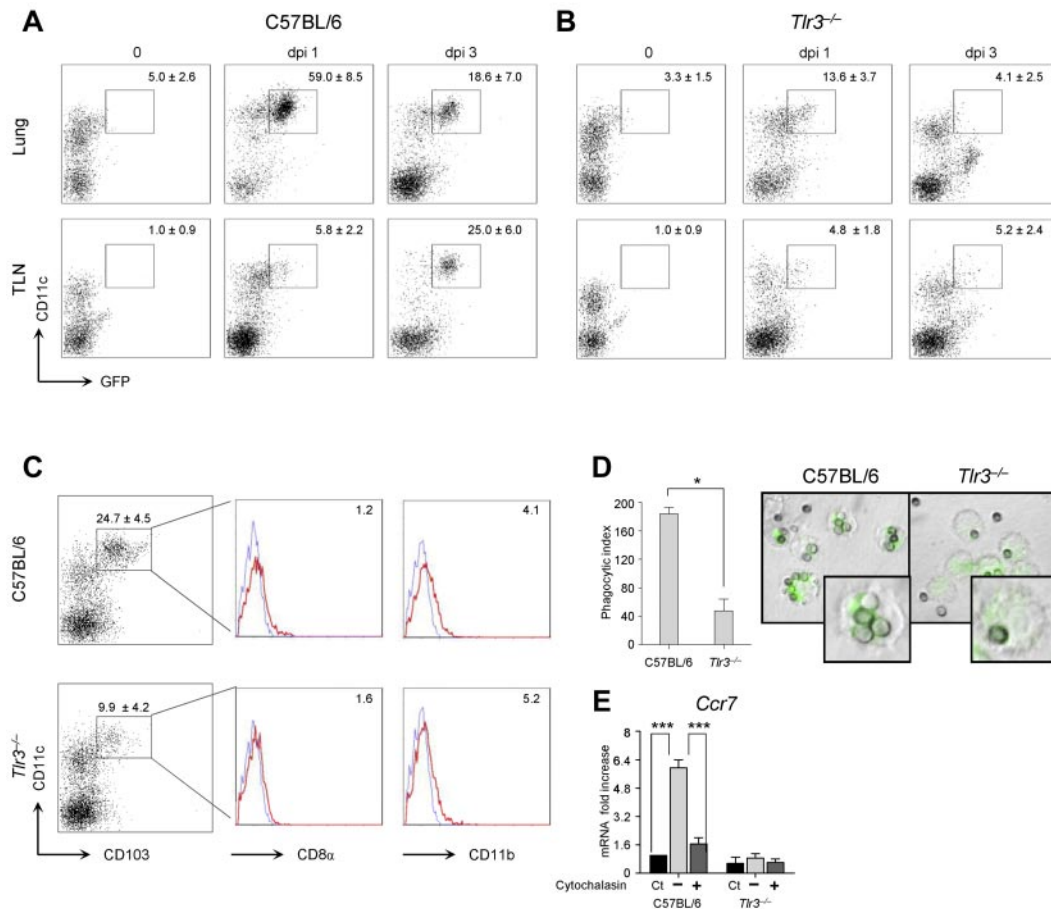 A C57BL/6 B Tlr3–/–
0 dpi 1 dpi 3 0 dpi 1 dpi 3
Lung 5.0 ± 2.6 59.0 ± 8.5 18.6 ± 7.0 3.3 ± 1.5 13.6 ± 3.7 4.1 ± 2.5
TLN 1.0 ± 0.9 5.8 ± 2.2 25.0 ± 6.0 1.0 ± 0.9 4.8 ± 1.8 5.2 ± 2.4
CD11c
GFP
C
C57BL/6 24.7 ± 4.5 1.2 4.1
Tlr3–/– 9.9 ± 4.2 1.6 5.2
CD11c
CD103 CD8α CD11b
D C57BL/6 Tlr3–/–
Phagocytic index
200
160
120
80
40
0
*
C57BL/6 Tlr3–/–
E Ccr7
mRNA fold increase
8
6.4
4.8
3.2
1.6
0
*** ***
Cytochalasin Ct – + Ct – +
C57BL/6 Tlr3–/–